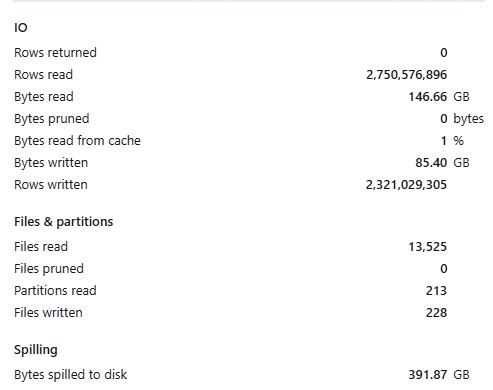 IO
Rows returned 0
Rows read 2,750,576,896
Bytes read 146.66 GB
Bytes pruned 0 bytes
Bytes read from cache 1 %
Bytes written 85.40 GB
Rows written 2,321,029,305
Files & partitions
Files read 13,525
Files pruned 0
Partitions read 213
Files written 228
Spilling
Bytes spilled to disk 391.87 GB